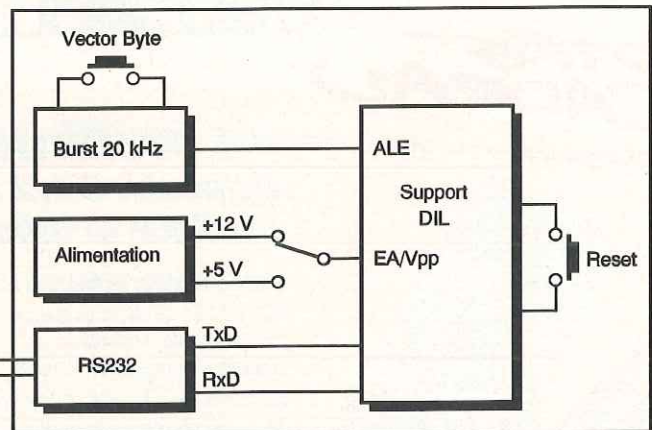 Vector Byte
Burst 20 kHz
ALE
Support
DIL
+12 V
Alimentation
EA/Vpp
+5 V
Reset
TxD
RS232
RxD